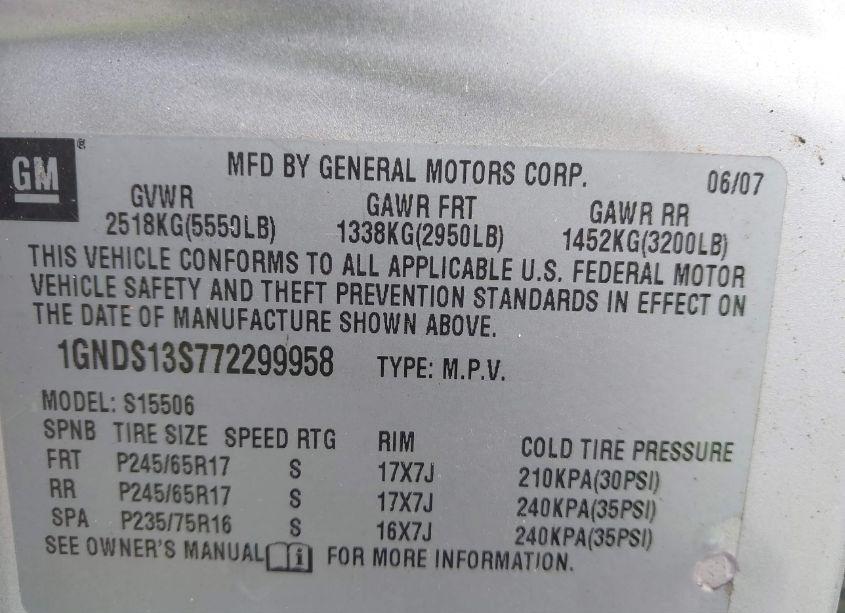 GM ®
MFD BY GENERAL MOTORS CORP. 06/07
GVWR GAWR FRT GAWR RR
2518KG(5550LB) 1338KG(2950LB) 1452KG(3200LB)
THIS VEHICLE CONFORMS TO ALL APPLICABLE U.S. FEDERAL MOTOR
VEHICLE SAFETY AND THEFT PREVENTION STANDARDS IN EFFECT ON
THE DATE OF MANUFACTURE SHOWN ABOVE.
1GNDS13S772299958 TYPE: M.P.V.
MODEL: S15506
SPNB TIRE SIZE SPEED RTG RIM COLD TIRE PRESSURE
FRT P245/65R17 S 17X7J 210KPA(30PSI)
RR P245/65R17 S 17X7J 240KPA(35PSI)
SPA P235/75R16 S 16X7J 240KPA(35PSI)
SEE OWNER'S MANUAL i FOR MORE INFORMATION.